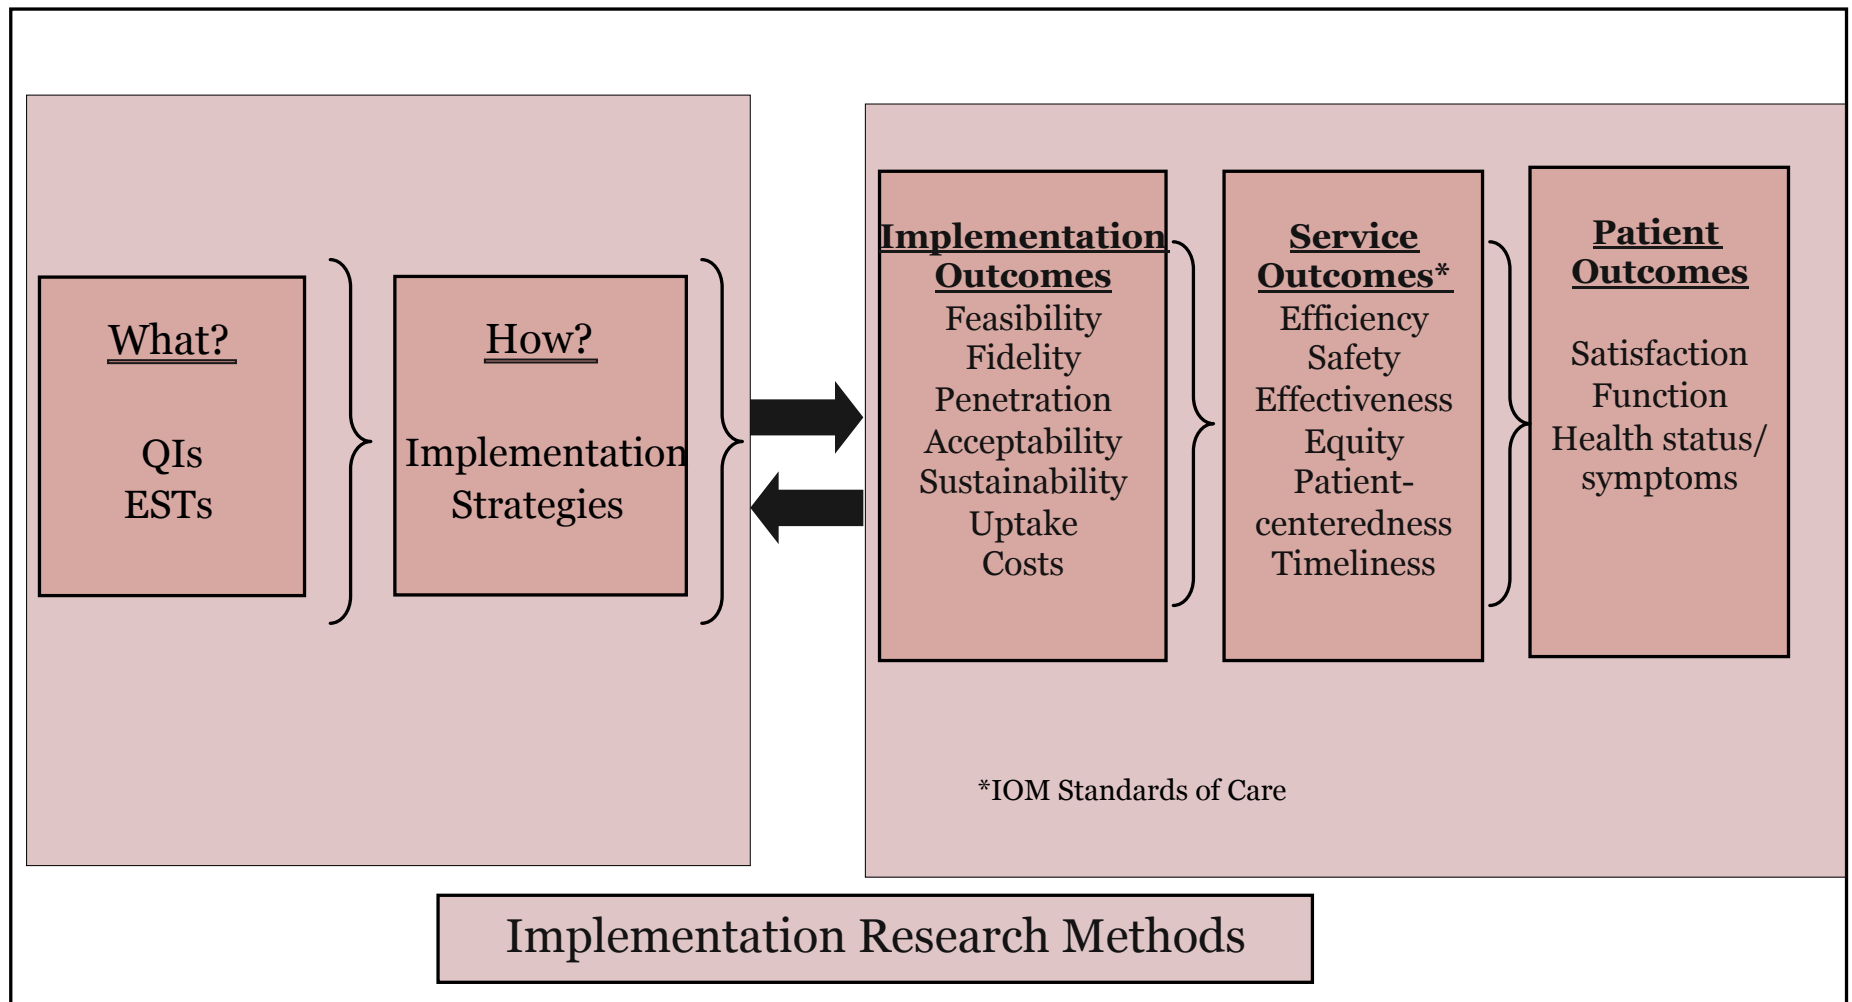 What?
QIs
ESTs
How?
Implementation
Strategies
Implementation
Outcomes
Feasibility
Fidelity
Penetration
Acceptability
Sustainability
Uptake
Costs
Service
Outcomes*
Efficiency
Safety
Effectiveness
Equity
Patient-
centeredness
Timeliness
Patient
Outcomes
Satisfaction
Function
Health status/
symptoms
*IOM Standards of Care
Implementation Research Methods